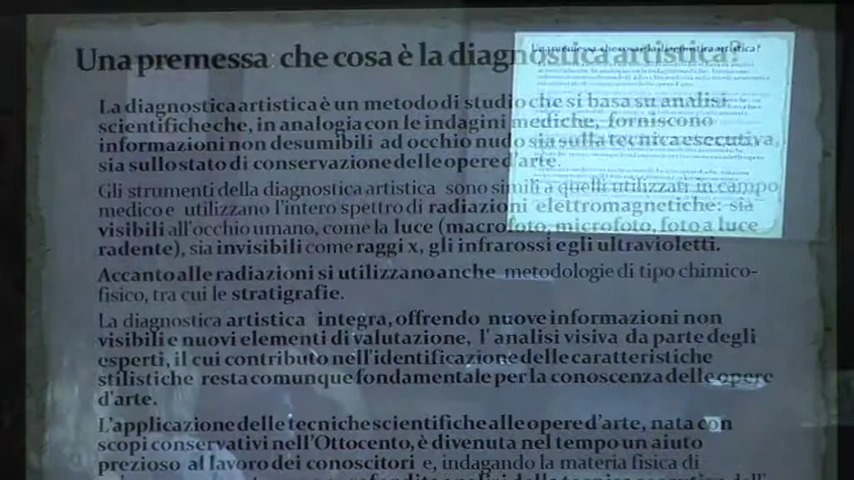 Una premessa che cosa è la diagnostica artistica?
La diagnostica artistica è un metodo di studio che si basa su analisi
scientifiche che, in analogia con le indagini mediche, forniscono
informazioni non desumibili ad occhio nudo sia sulla tecnica esecutiva,
sia sullo stato di conservazione delle opere d'arte.
Gli strumenti della diagnostica artistica sono simili a quelli utilizzati in campo
medico e utilizzano l'intero spettro di radiazioni elettromagnetiche: sia
visibili all'occhio umano, come la luce (macrofoto, microfoto, foto a luce
radente), sia invisibili come raggi x, gli infrarossi e gli ultravioletti.
Accanto alle radiazioni si utilizzano anche metodologie di tipo chimico-
fisico, tra cui le stratigrafie.
La diagnostica artistica integra, offrendo nuove informazioni non
visibili e nuovi elementi di valutazione, l'analisi visiva da parte degli
esperti, il cui contributo nell'identificazione delle caratteristiche
stilistiche resta comunque fondamentale per la conoscenza delle opere
d'arte.
L'applicazione delle tecniche scientifiche alle opere d'arte, nata con
scopi conservativi nell'Ottocento, è divenuta nel tempo un aiuto
prezioso al lavoro dei conoscitori e, indagando la materia fisica di